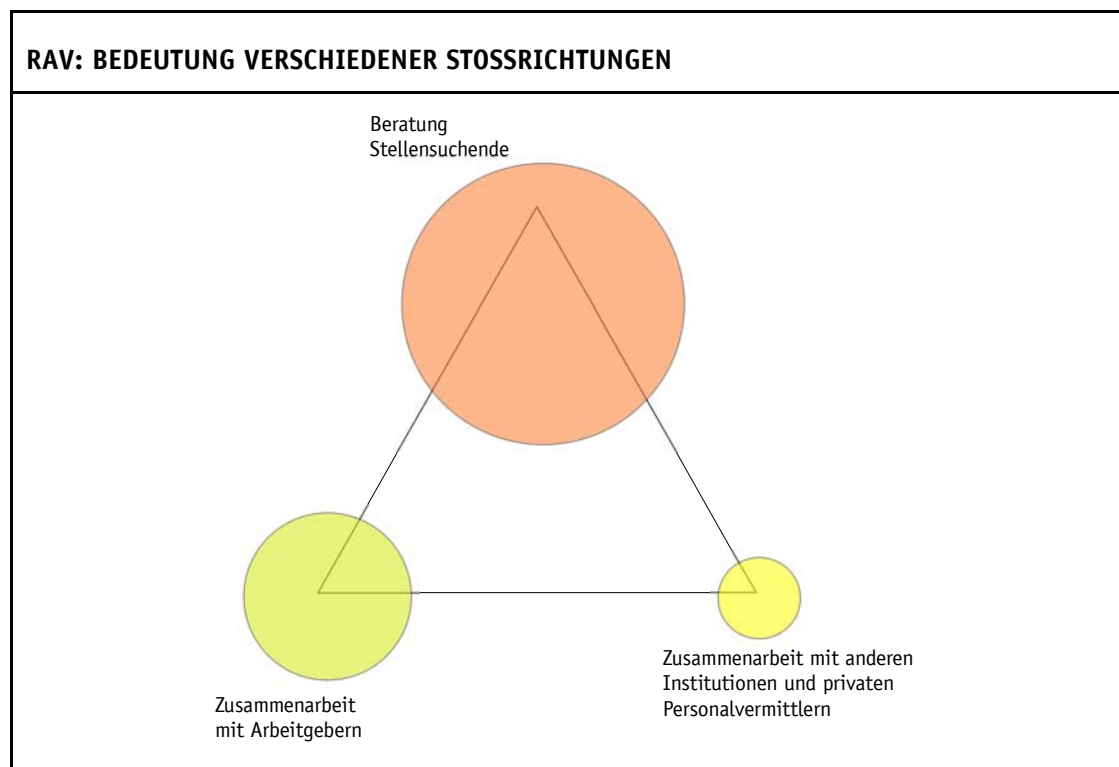 RAV: BEDEUTUNG VERSCHIEDENER STOSSRICHTUNGEN
Beratung
Stellensuchende
Zusammenarbeit
mit Arbeitgebern
Zusammenarbeit mit anderen
Institutionen und privaten
Personalvermittlern